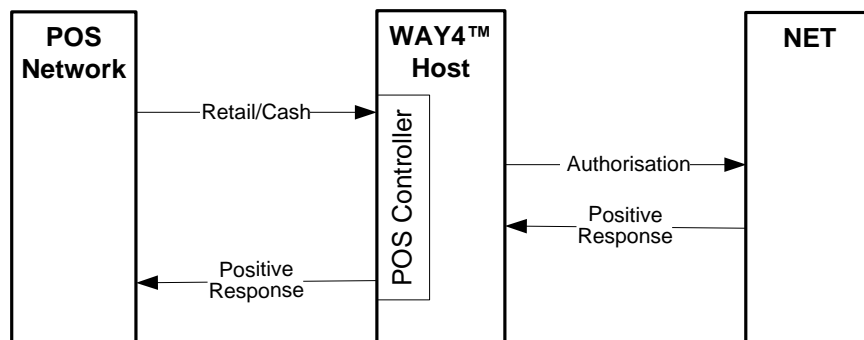 POS
Network
WAY4™
Host
NET
Retail/Cash
POS Controller
Authorisation
Positive
Response
Positive
Response